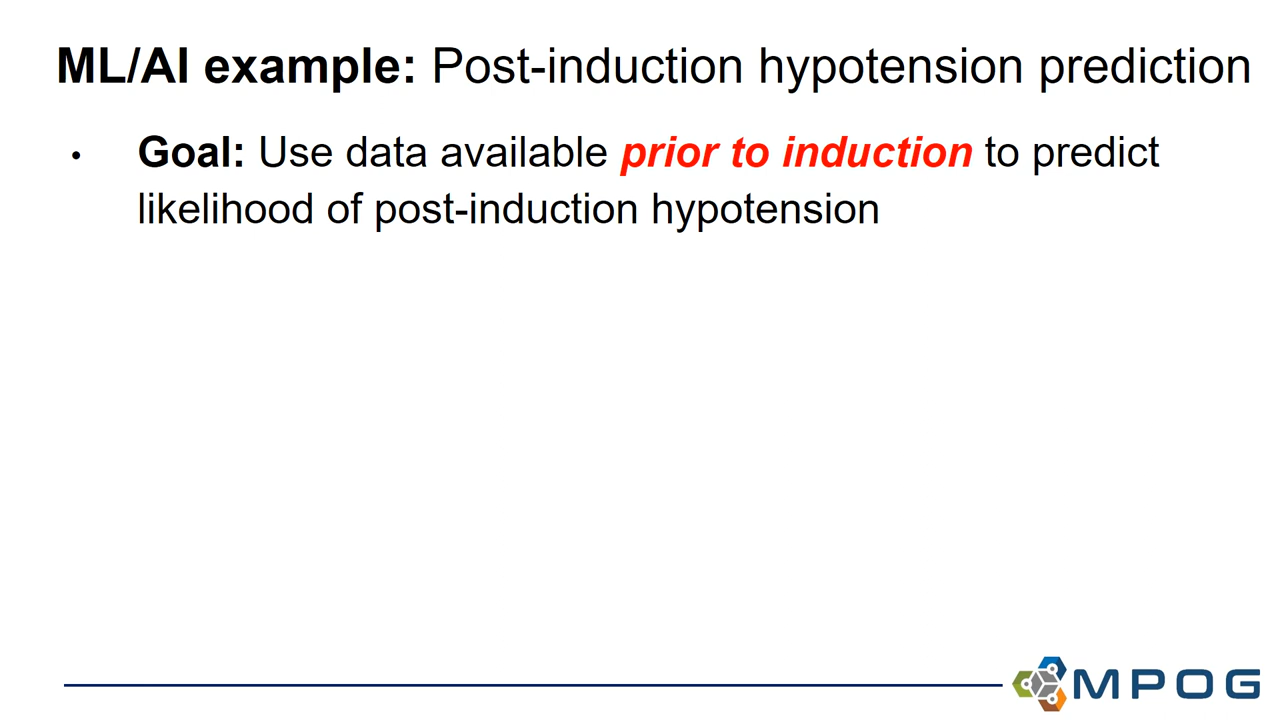 ML/AI example: Post-induction hypotension prediction
• Goal: Use data available prior to induction to predict
likelihood of post-induction hypotension
MPOG